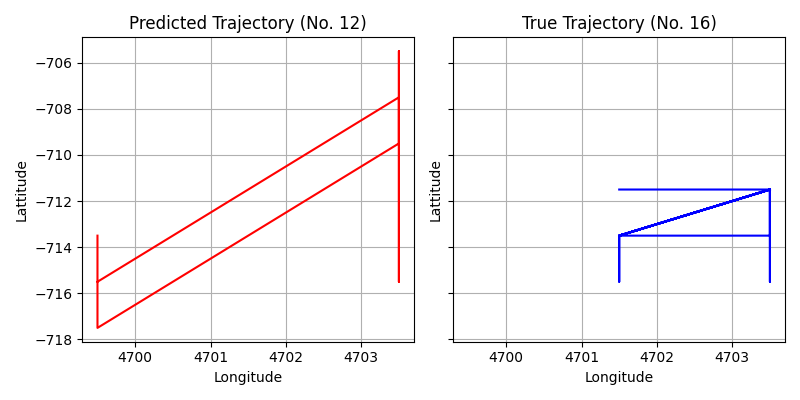 Predicted Trajectory (No. 12)
True Trajectory (No. 16)
−706
−708
−710
−712
−714
−716
−718
Lattitude
Lattitude
4700 4701 4702 4703
4700 4701 4702 4703
Longitude
Longitude